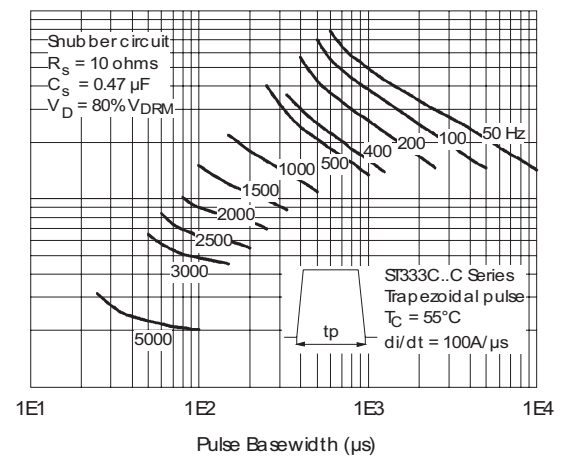 Snubber circuit
Rs = 10 ohms
Cs = 0.47 µF
VD = 80% VDRM
50 Hz
100
200
400
500
1000
1500
2000
2500
3000
5000
tp
ST333C..C Series
Trapezoidal pulse
TC = 55°C
di/dt = 100A/µs
1E1 1E2 1E3 1E4
Pulse Basewidth (µs)